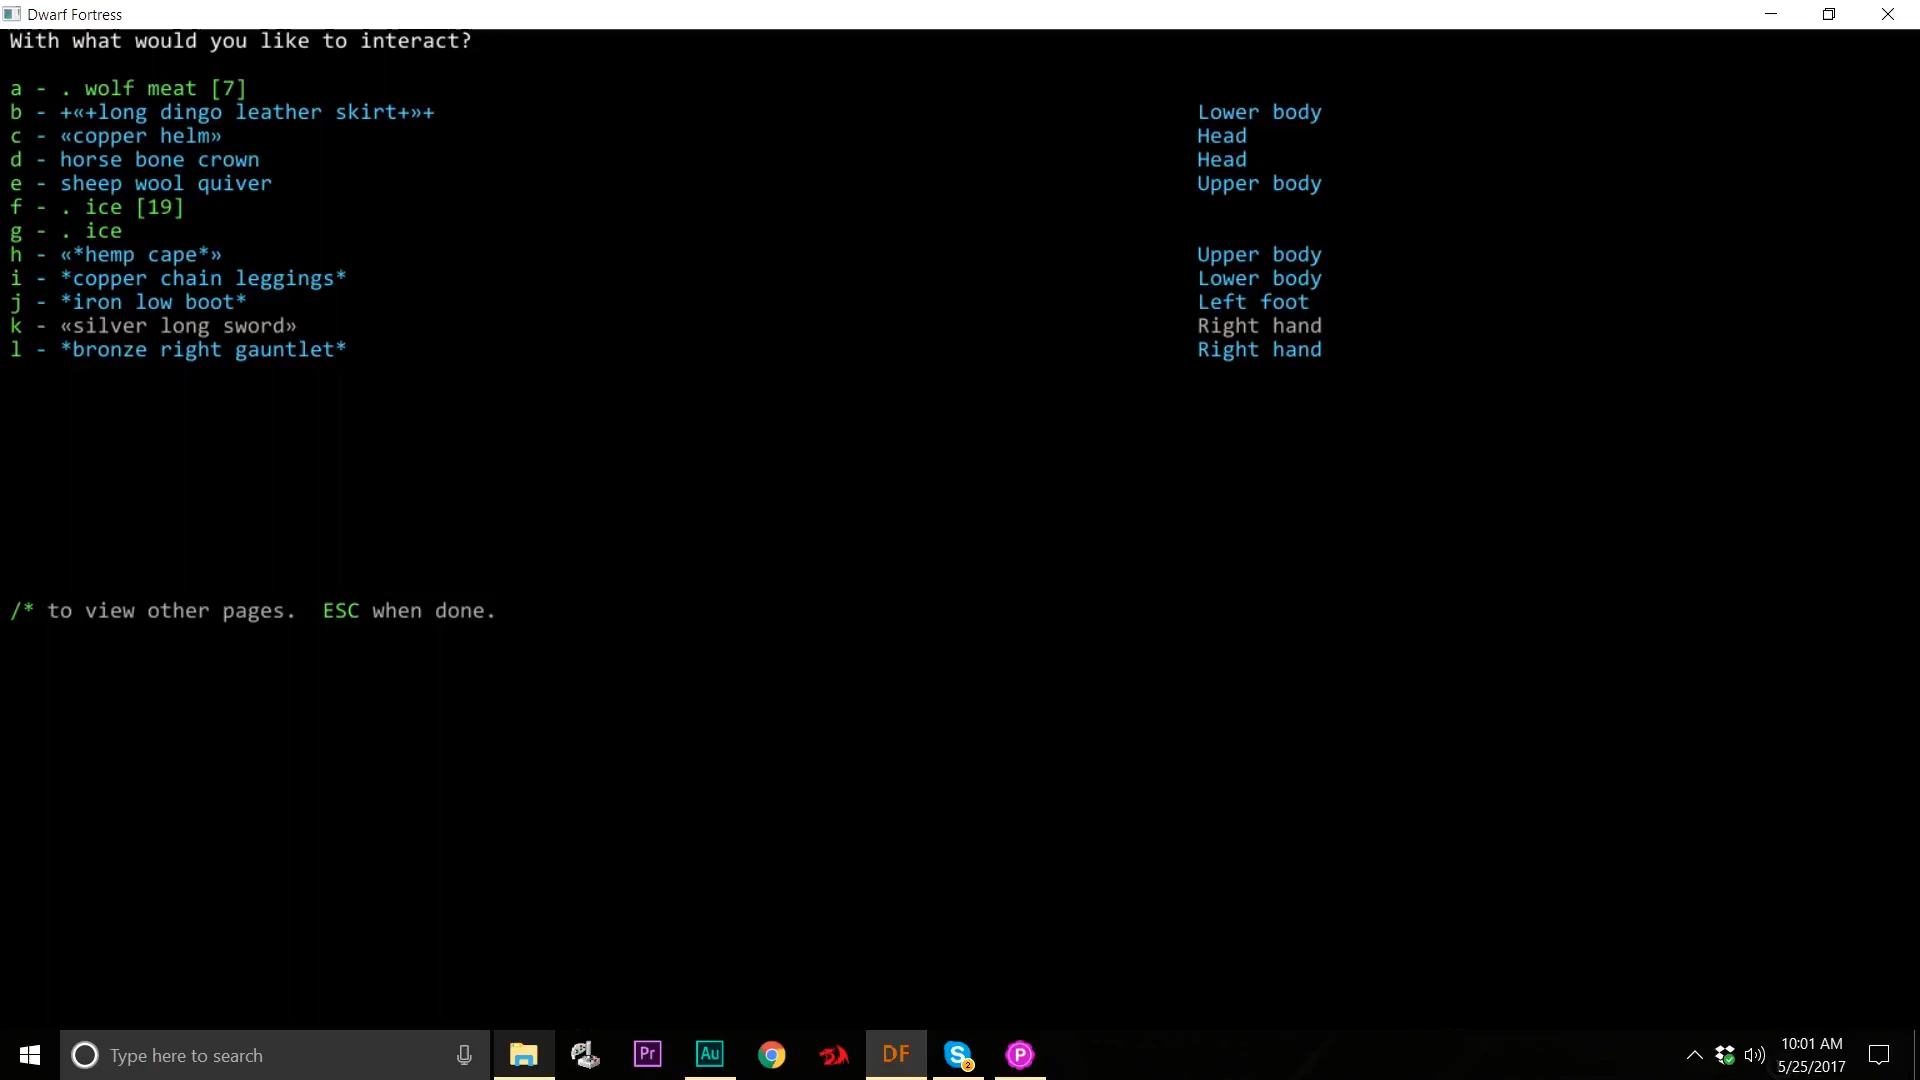 Dwarf Fortress
With what would you like to interact?
a - . wolf meat [7]
b - +«+long dingo leather skirt+»+ Lower body
c - «copper helm» Head
d - horse bone crown Head
e - sheep wool quiver Upper body
f - . ice [19]
g - . ice
h - «*hemp cape*» Upper body
i - *copper chain leggings* Lower body
j - *iron low boot* Left foot
k - «silver long sword» Right hand
l - *bronze right gauntlet* Right hand
/* to view other pages.  ESC when done.
Type here to search
Pr
Au
DF
S
2
P
10:01 AM
5/25/2017